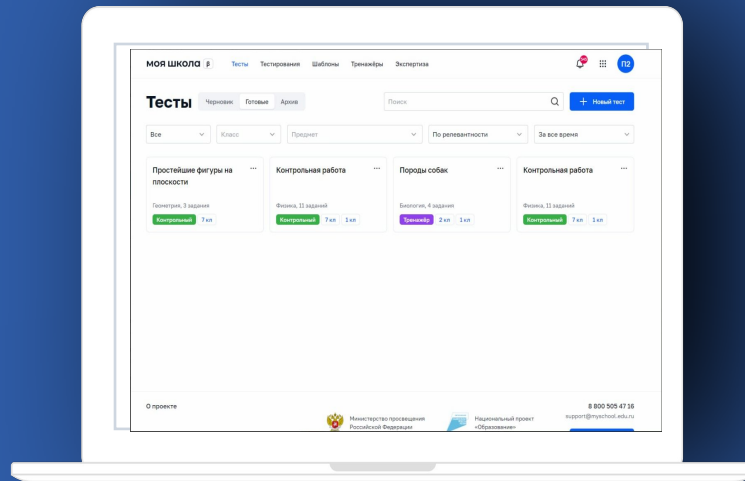 МОЯ ШКОЛА β Тесты Тестирования Шаблоны Тренажёры Экспертиза П2
Тесты Черновик Готовые Архив Поиск + Новый тест
Все Класс Предмет По релевантности За все время
Простейшие фигуры на ... Контрольная работа ... Породы собак ... Контрольная работа ...
плоскости
Геометрия, 3 задания Физика, 11 заданий Биология, 4 задания Физика, 11 заданий
Контрольный 7 кл Контрольный 7 кл 1 кл Тренажёр 2 кл 1 кл Контрольный 7 кл 1 кл
О проекте 8 800 505 47 16
Министерство просвещения Национальный проект support@myschool.edu.ru
Российской Федерации «Образование»